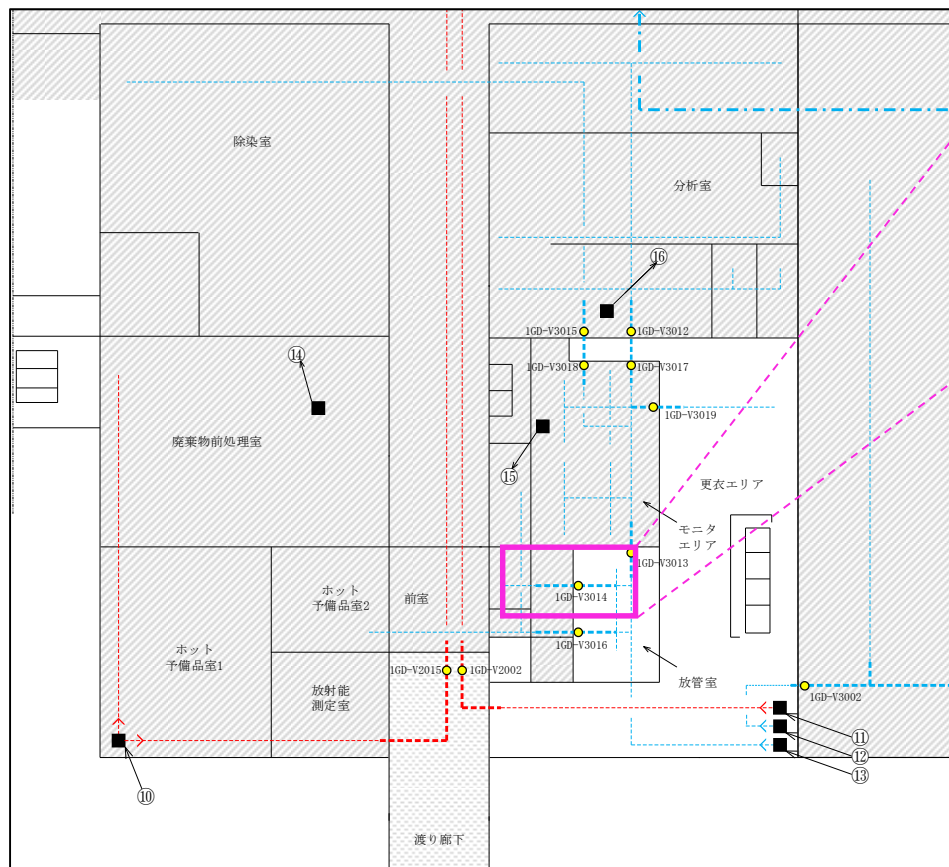 除染室
分析室
⑯
1GD-V3015
1GD-V3012
⑭
1GD-V3018
1GD-V3017
1GD-V3019
廃棄物前処理室
⑮
更衣エリア
モニタ
エリア
1GD-V3013
ホット
予備品室2
前室
1GD-V3014
1GD-V3016
ホット
予備品室1
放射能
測定室
1GD-V2015
1GD-V2002
放管室
1GD-V3002
⑪
⑫
⑬
⑩
渡り廊下